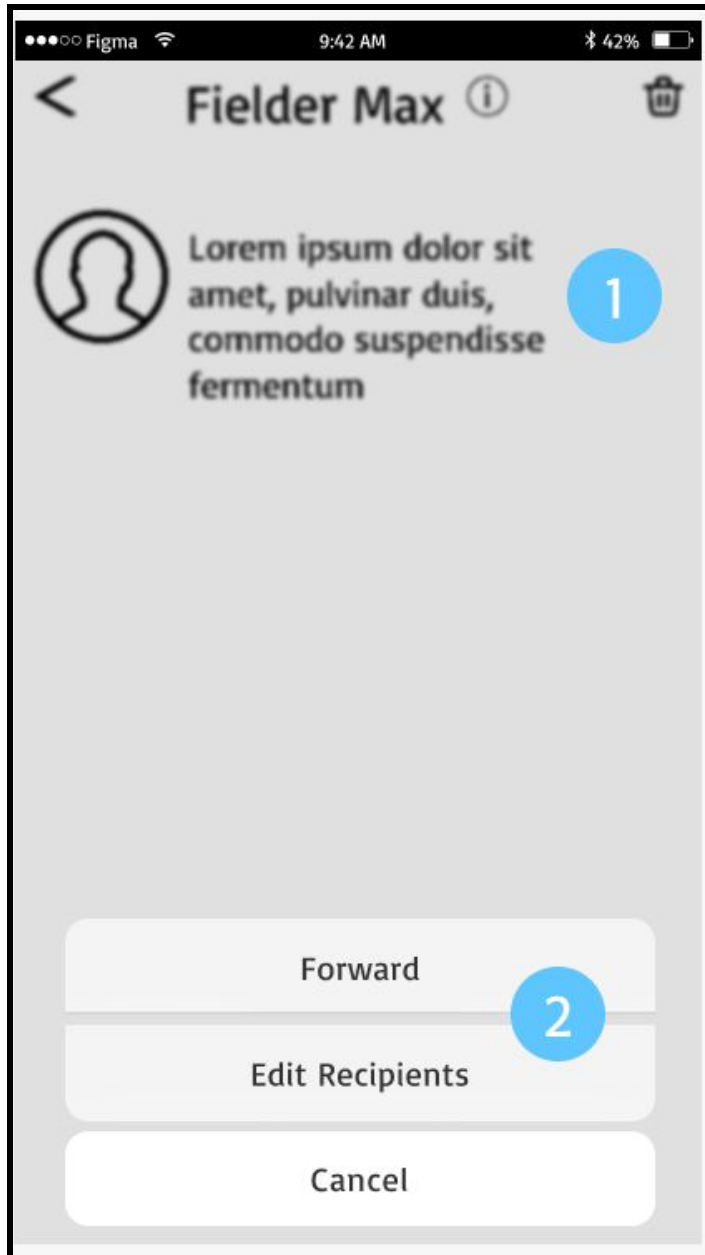 Figma 9:42 AM 42%
Fielder Max
Lorem ipsum dolor sit
amet, pulvinar duis,
commodo suspendisse
fermentum
1
Forward
2
Edit Recipients
Cancel